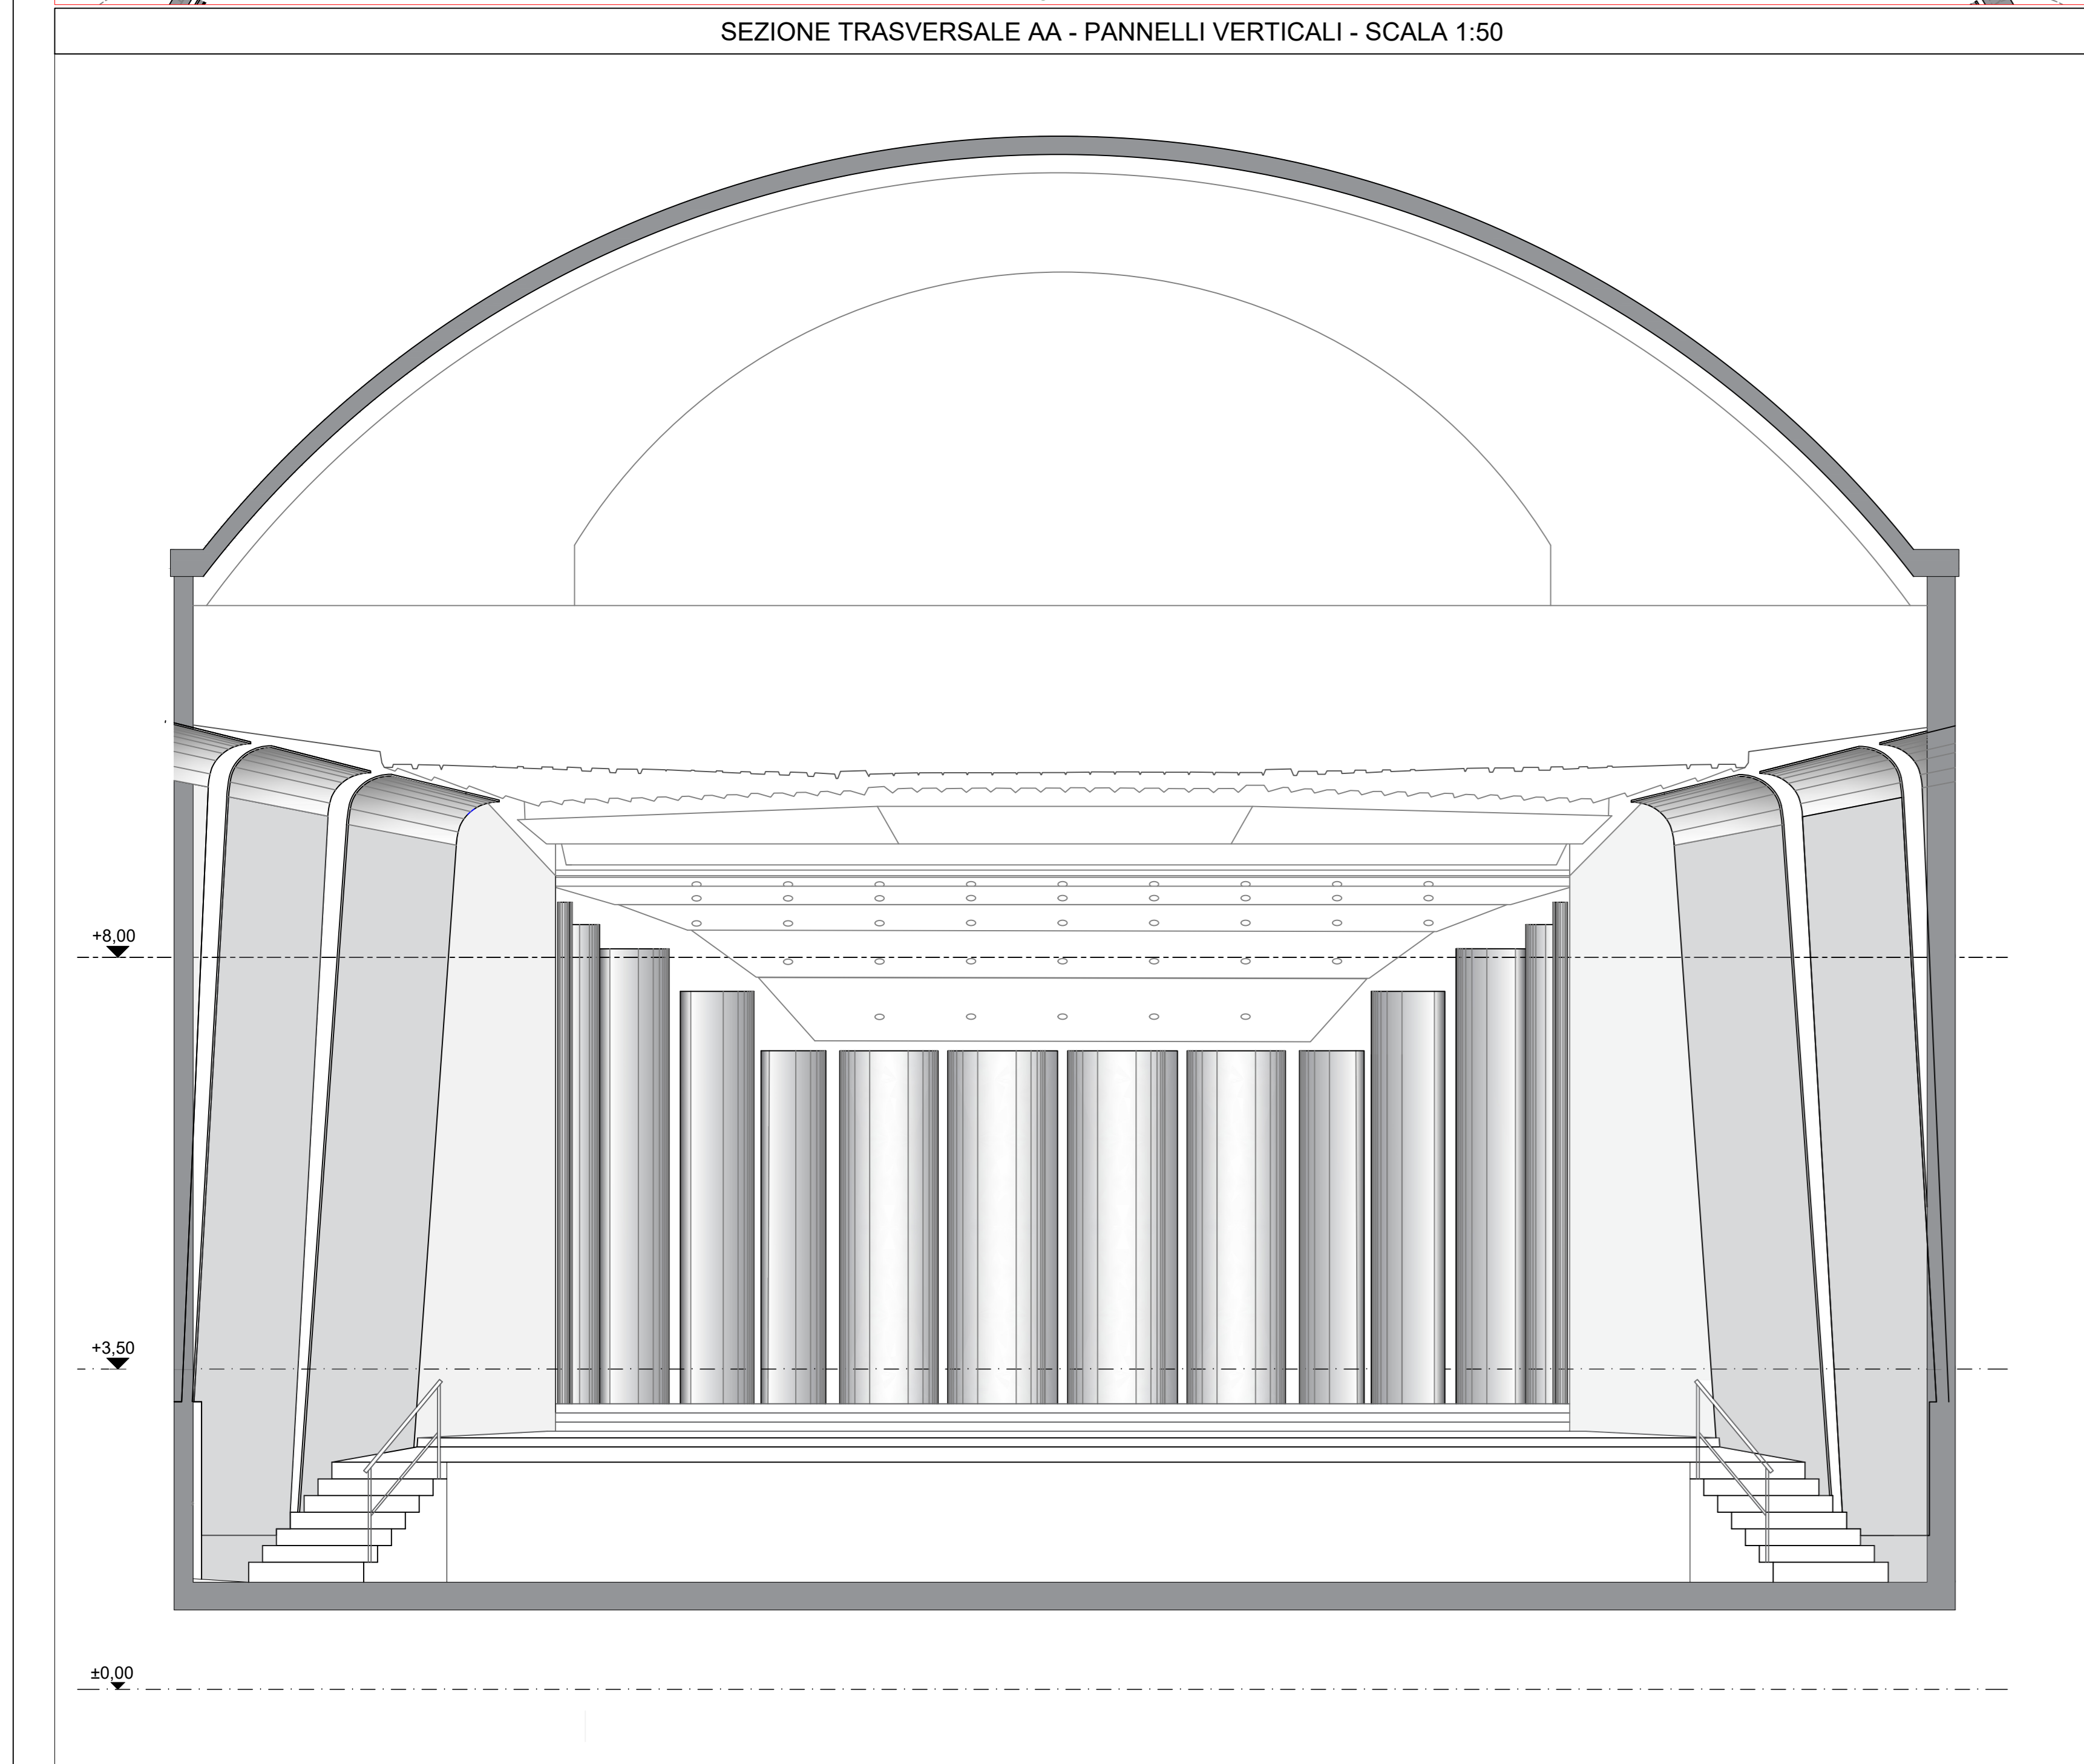 SEZIONE TRASVERSALE AA - PANNELLI VERTICALI - SCALA 1:50
+8,00
+3,50
±0,00